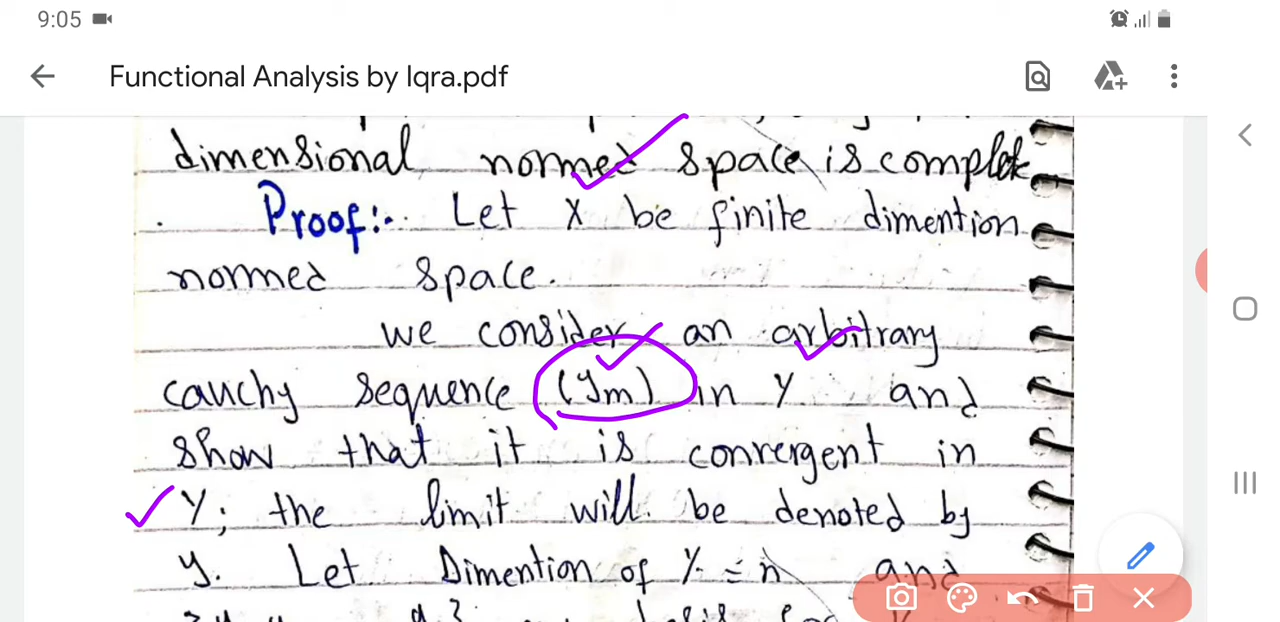 9:05
Functional Analysis by Iqra.pdf
dimensional normed space is complet
Proof:- Let X be finite dimention
normed space.
we consider an arbitrary
cauchy sequence (ym) in Y and
show that it is convergent in
Y; the limit will be denoted by
y. Let Dimention of Y = n and